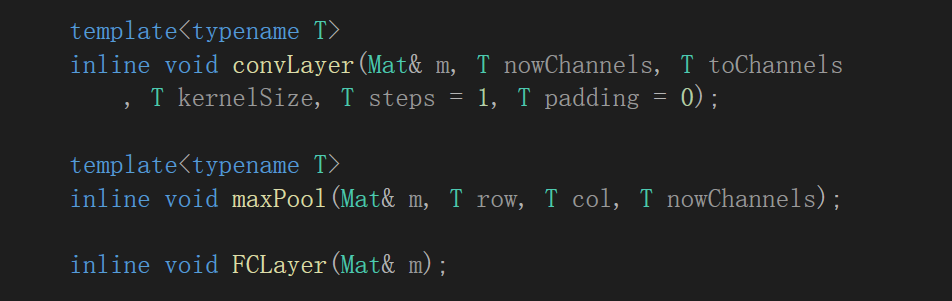 template<typename T>
inline void convLayer(Mat& m, T nowChannels, T toChannels
, T kernelSize, T steps = 1, T padding = 0);
template<typename T>
inline void maxPool(Mat& m, T row, T col, T nowChannels);
inline void FCLayer(Mat& m);